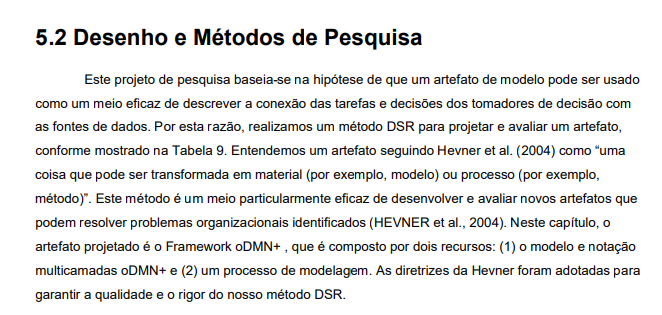 5.2 Desenho e Métodos de Pesquisa
Este projeto de pesquisa baseia-se na hipótese de que um artefato de modelo pode ser usado
como um meio eficaz de descrever a conexão das tarefas e decisões dos tomadores de decisão com
as fontes de dados. Por esta razão, realizamos um método DSR para projetar e avaliar um artefato,
conforme mostrado na Tabela 9. Entendemos um artefato seguindo Hevner et al. (2004) como “uma
coisa que pode ser transformada em material (por exemplo, modelo) ou processo (por exemplo,
método)”. Este método é um meio particularmente eficaz de desenvolver e avaliar novos artefatos que
podem resolver problemas organizacionais identificados (HEVNER et al., 2004). Neste capítulo, o
artefato projetado é o Framework oDMN+ , que é composto por dois recursos: (1) o modelo e notação
multicamadas oDMN+ e (2) um processo de modelagem. As diretrizes da Hevner foram adotadas para
garantir a qualidade e o rigor do nosso método DSR.